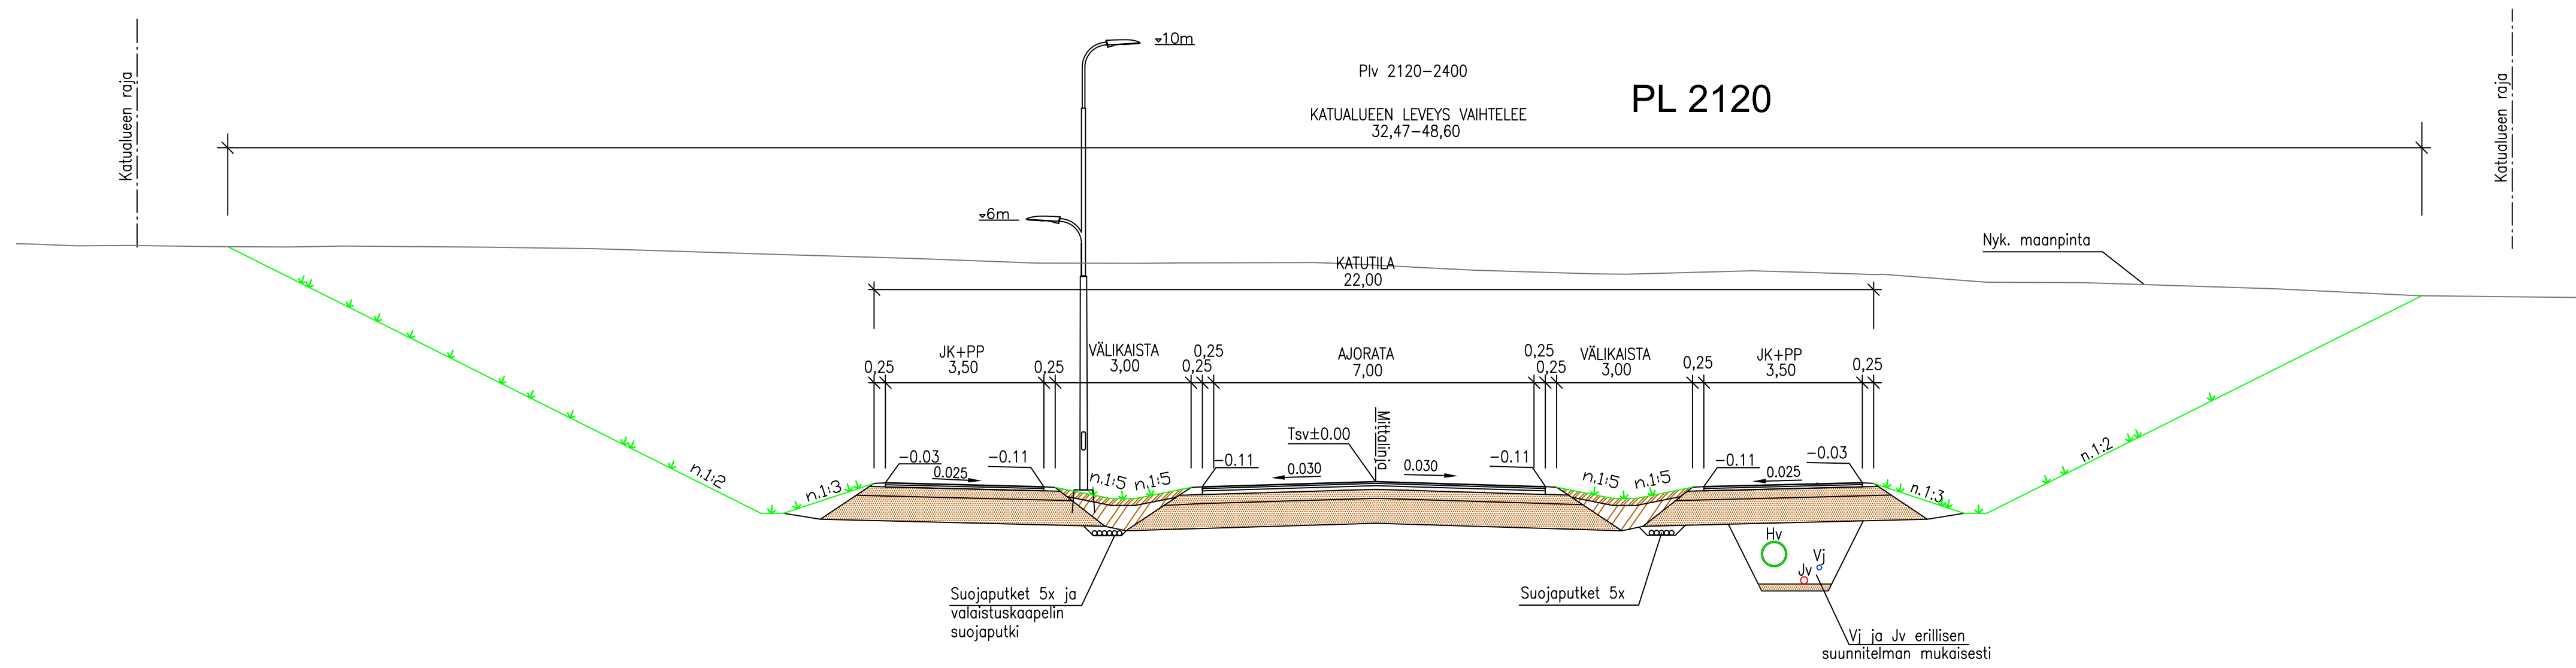 ▿10m
Plv 2120-2400
PL 2120
KATUALUEEN LEVEYS VAIHTELEE
32,47-48,60
Katualueen raja
Katualueen raja
▿6m
Nyk. maanpinta
KATUTILA
22,00
JK+PP
3,50
0,25
0,25
VÄLIKAISTA
3,00
0,25
0,25
AJORATA
7,00
0,25
0,25
VÄLIKAISTA
3,00
0,25
JK+PP
3,50
0,25
Mittalinja
Tsv±0.00
-0.03
0.025
-0.11
-0.11
0.030
0.030
-0.11
-0.11
0.025
-0.03
n.1:2
n.1:3
n.1:5
n.1:5
n.1:5
n.1:5
n.1:3
n.1:2
Hv
Vj
Jv
Suojaputket 5x ja
valaistuskaapelin
suojaputki
Suojaputket 5x
Vj ja Jv erillisen
suunnitelman mukaisesti